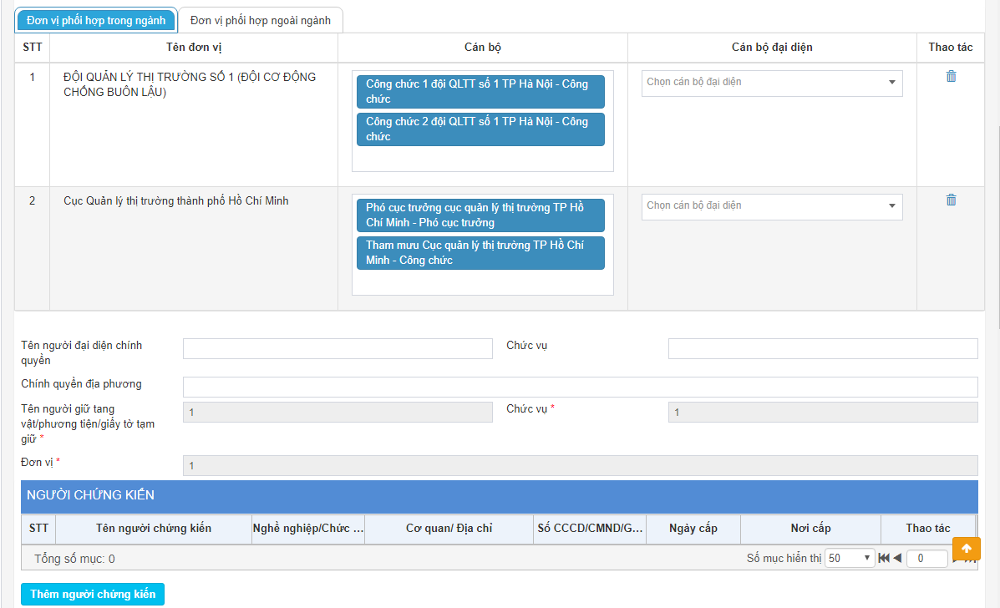 Đơn vị phối hợp trong ngành
Đơn vị phối hợp ngoài ngành
STT
Tên đơn vị
Cán bộ
Cán bộ đại diện
Thao tác
1
ĐỘI QUẢN LÝ THỊ TRƯỜNG SỐ 1 (ĐỘI CƠ ĐỘNG
CHỐNG BUÔN LẬU)
Công chức 1 đội QLTT số 1 TP Hà Nội - Công
chức
Công chức 2 đội QLTT số 1 TP Hà Nội - Công
chức
Chọn cán bộ đại diện
2
Cục Quản lý thị trường thành phố Hồ Chí Minh
Phó cục trưởng cục quản lý thị trường TP Hồ
Chí Minh - Phó cục trưởng
Tham mưu Cục quản lý thị trường TP Hồ Chí
Minh - Công chức
Chọn cán bộ đại diện
Tên người đại diện chính
quyền
Chức vụ
Chính quyền địa phương
Tên người giữ tang
vật/phương tiện/giấy tờ tạm
giữ *
1
Chức vụ *
1
Đơn vị *
1
NGƯỜI CHỨNG KIẾN
STT
Tên người chứng kiến
Nghề nghiệp/Chức ...
Cơ quan/ Địa chỉ
Số CCCD/CMND/G...
Ngày cấp
Nơi cấp
Thao tác
Tổng số mục: 0
Số mục hiển thị
50
0
Thêm người chứng kiến